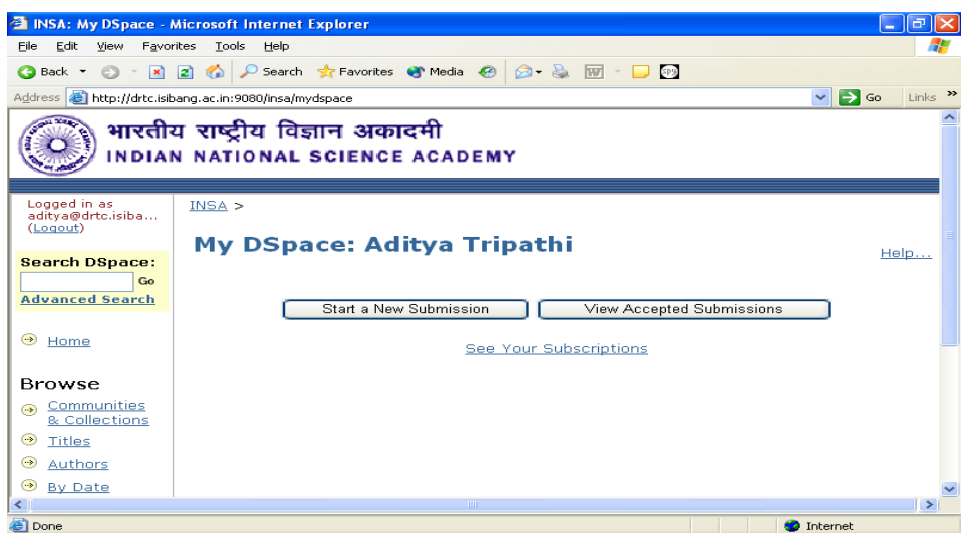 INSA: My DSpace - Microsoft Internet Explorer
File Edit View Favorites Tools Help
Back Search Favorites Media
Address http://drtc.isibang.ac.in:9080/insa/mydspace Go Links »
भारतीय राष्ट्रीय विज्ञान अकादमी
INDIAN NATIONAL SCIENCE ACADEMY
Logged in as
aditya@drtc.isiba...
(Logout)
INSA >
My DSpace: Aditya Tripathi
Help...
Search DSpace:
Go
Advanced Search
Start a New Submission View Accepted Submissions
See Your Subscriptions
Home
Browse
Communities
& Collections
Titles
Authors
By Date
Done Internet